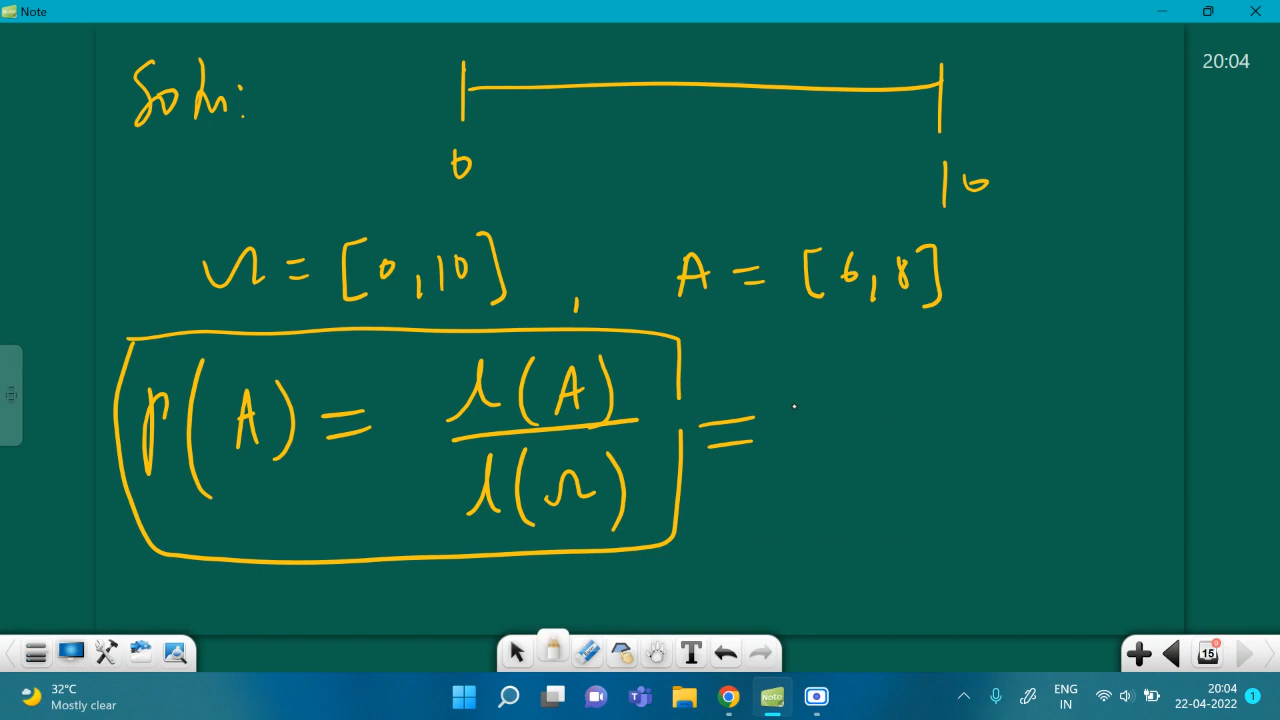 Note
20:04
Soln:
0
10
Ω = [0,10] , A = [6,8]
P(A) = l(A) / l(Ω) =
T
15
32°C
Mostly clear
ENG
IN
20:04
22-04-2022
1